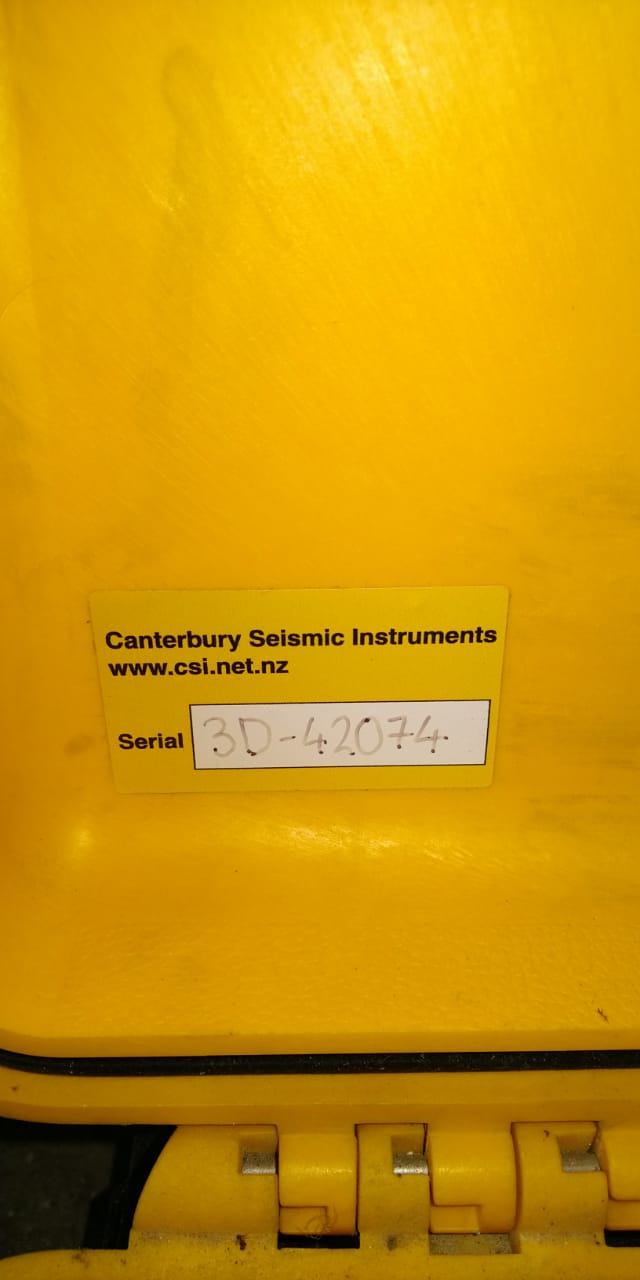 Canterbury Seismic Instruments
www.csi.net.nz
Serial 3D-42074